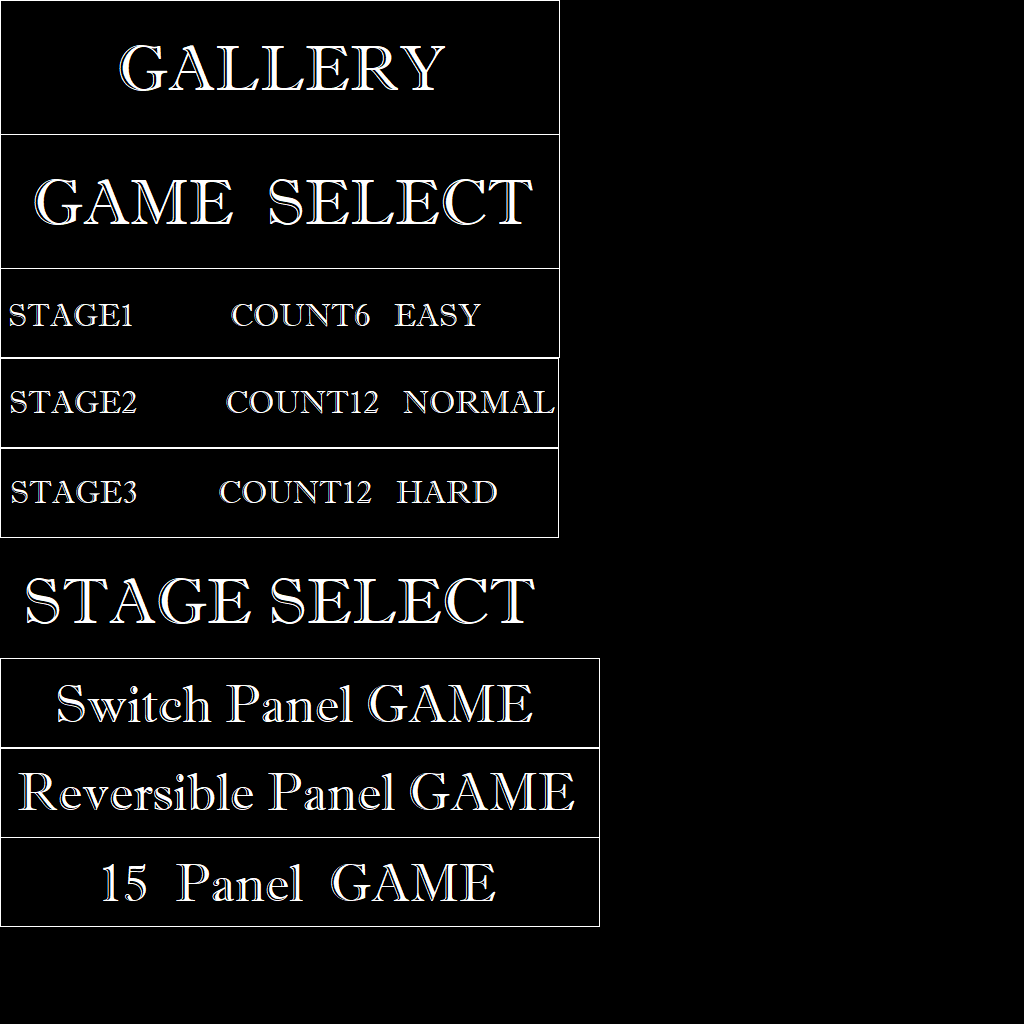 GALLERY
GAME SELECT
STAGE1 COUNT6 EASY
STAGE2 COUNT12 NORMAL
STAGE3 COUNT12 HARD
STAGE SELECT
Switch Panel GAME
Reversible Panel GAME
15 Panel GAME